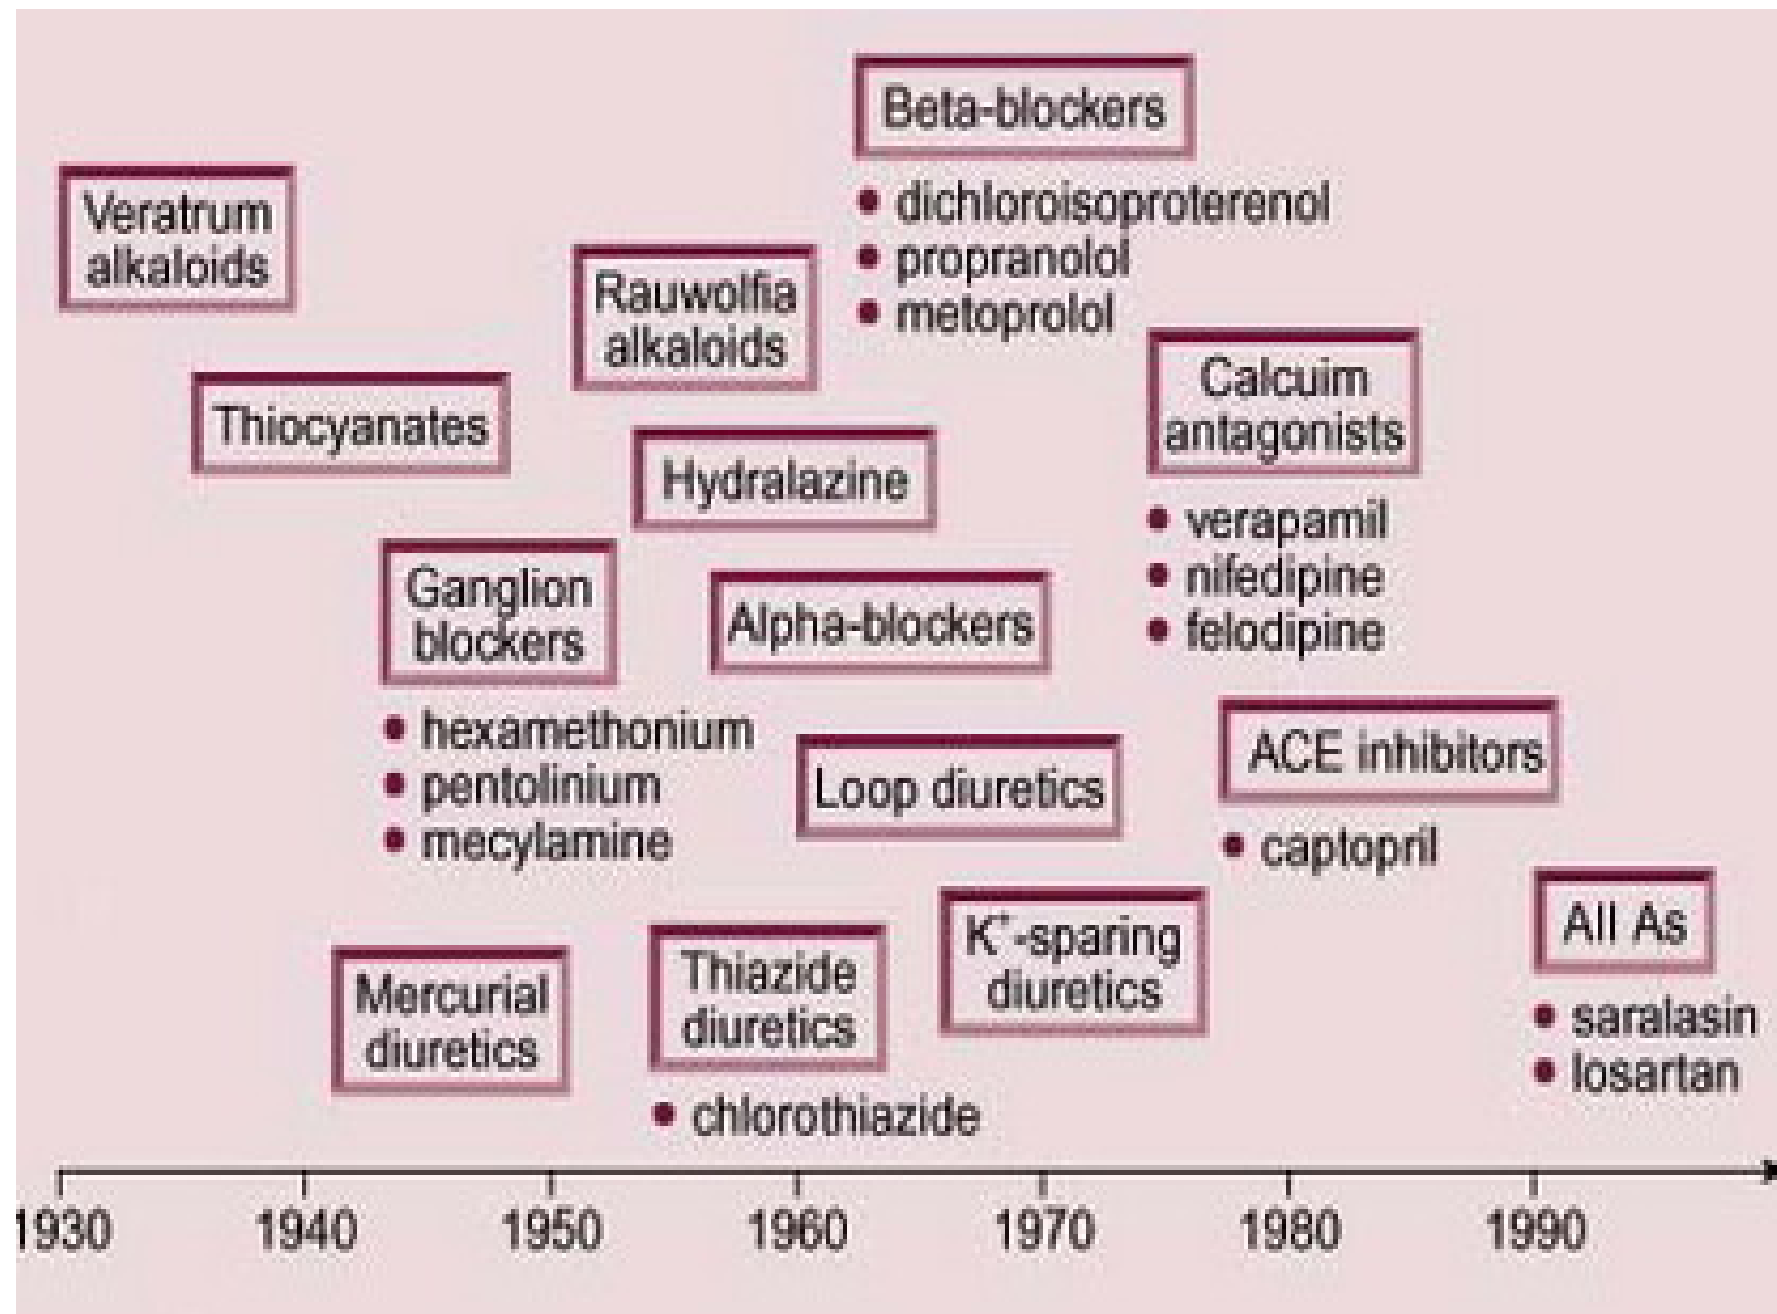 Beta-blockers
• dichloroisoproterenol
• propranolol
• metoprolol
Veratrum
alkaloids
Rauwolfia
alkaloids
Thiocyanates
Calcuim
antagonists
• verapamil
• nifedipine
• felodipine
Hydralazine
Ganglion
blockers
• hexamethonium
• pentolinium
• mecylamine
Alpha-blockers
Loop diuretics
ACE inhibitors
• captopril
AII As
• saralasin
• losartan
K⁺-sparing
diuretics
Thiazide
diuretics
• chlorothiazide
Mercurial
diuretics
1930 1940 1950 1960 1970 1980 1990